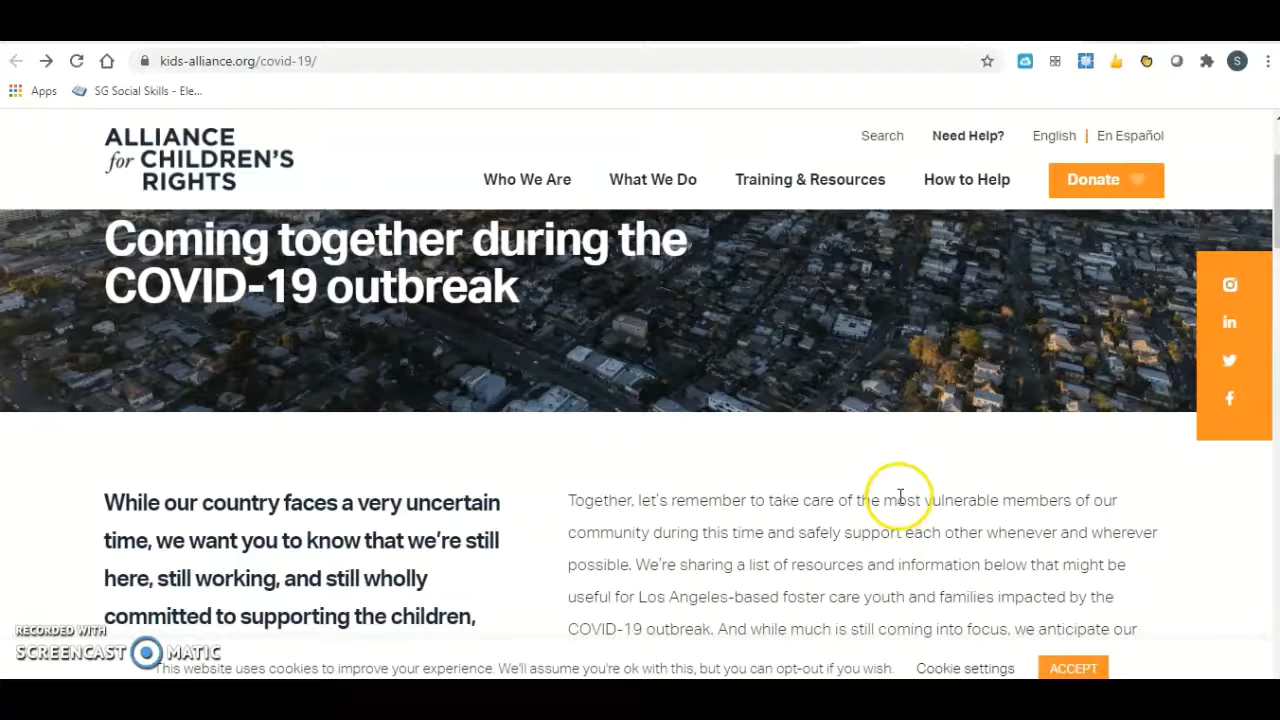 kids-alliance.org/covid-19/
S
Apps
SG Social Skills - Ele...
ALLIANCE
for CHILDREN'S
RIGHTS
Search
Need Help?
English | En Español
Who We Are
What We Do
Training & Resources
How to Help
Donate
Coming together during the
COVID-19 outbreak
While our country faces a very uncertain
time, we want you to know that we're still
here, still working, and still wholly
committed to supporting the children,
Together, let's remember to take care of the most vulnerable members of our
community during this time and safely support each other whenever and wherever
possible. We're sharing a list of resources and information below that might be
useful for Los Angeles-based foster care youth and families impacted by the
COVID-19 outbreak. And while much is still coming into focus, we anticipate our
RECORDED WITH
SCREENCAST MATIC
This website uses cookies to improve your experience. We'll assume you're ok with this, but you can opt-out if you wish.
Cookie settings
ACCEPT